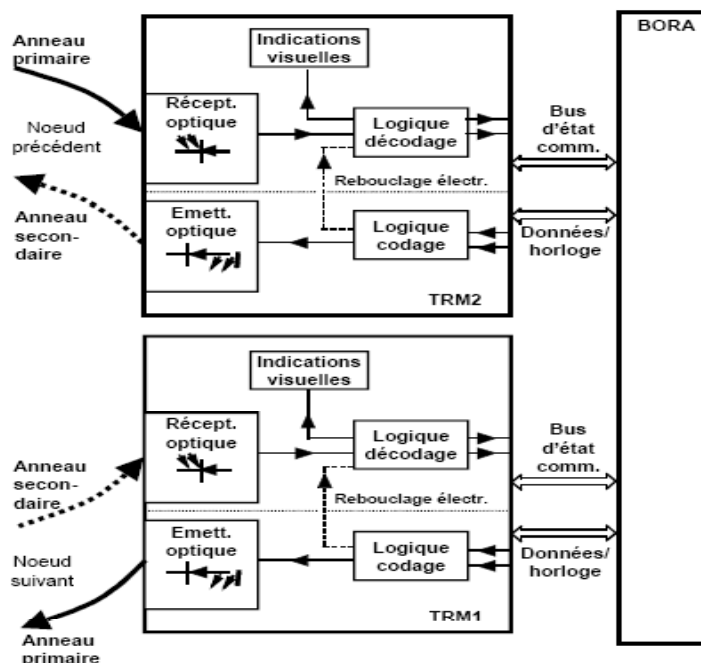 Anneau
primaire
Noeud
précédent
Anneau
secon-
daire
Indications
visuelles
Récept.
optique
Logique
décodage
Rebouclage électr.
Emett.
optique
Logique
codage
TRM2
Bus
d'état
comm.
Données/
horloge
BORA
Anneau
secon-
daire
Noeud
suivant
Anneau
primaire
Indications
visuelles
Récept.
optique
Logique
décodage
Rebouclage électr.
Emett.
optique
Logique
codage
TRM1
Bus
d'état
comm.
Données/
horloge